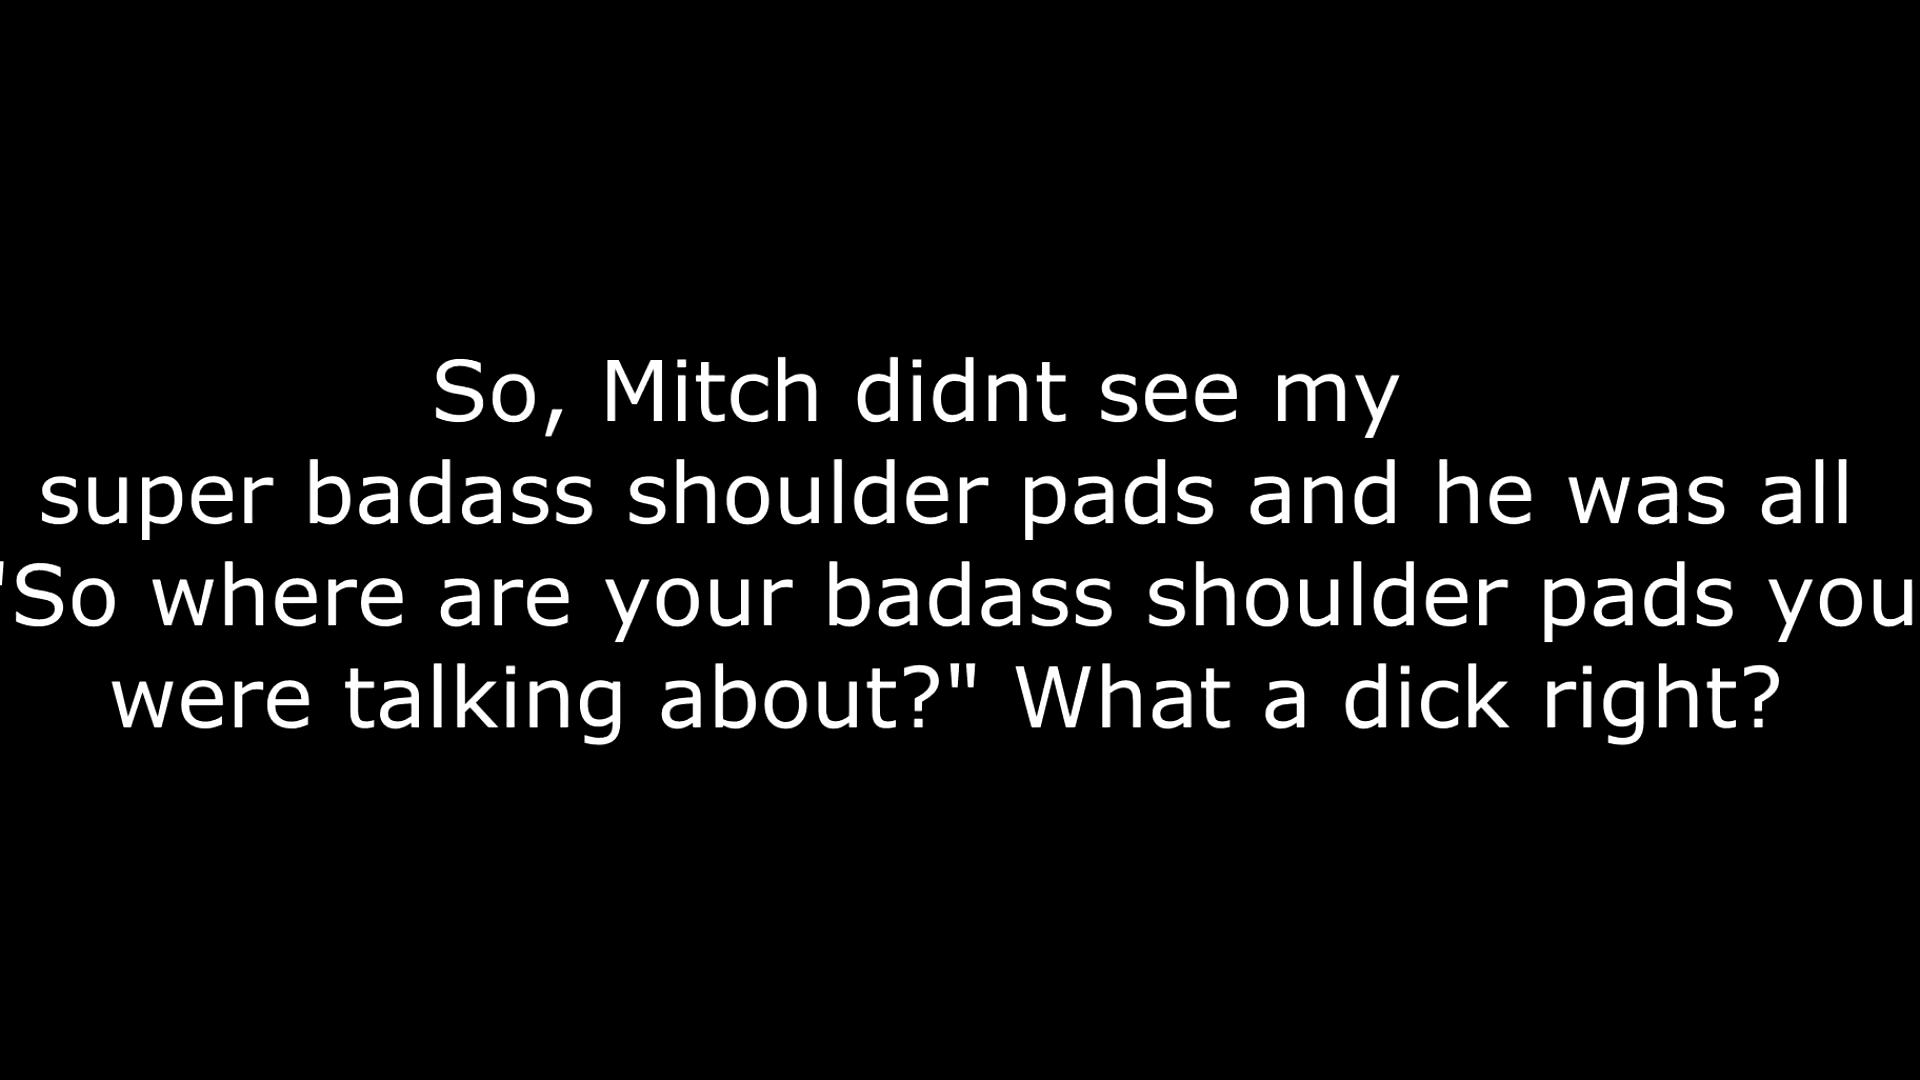 So, Mitch didnt see my
super badass shoulder pads and he was all
"So where are your badass shoulder pads you
were talking about?" What a dick right?